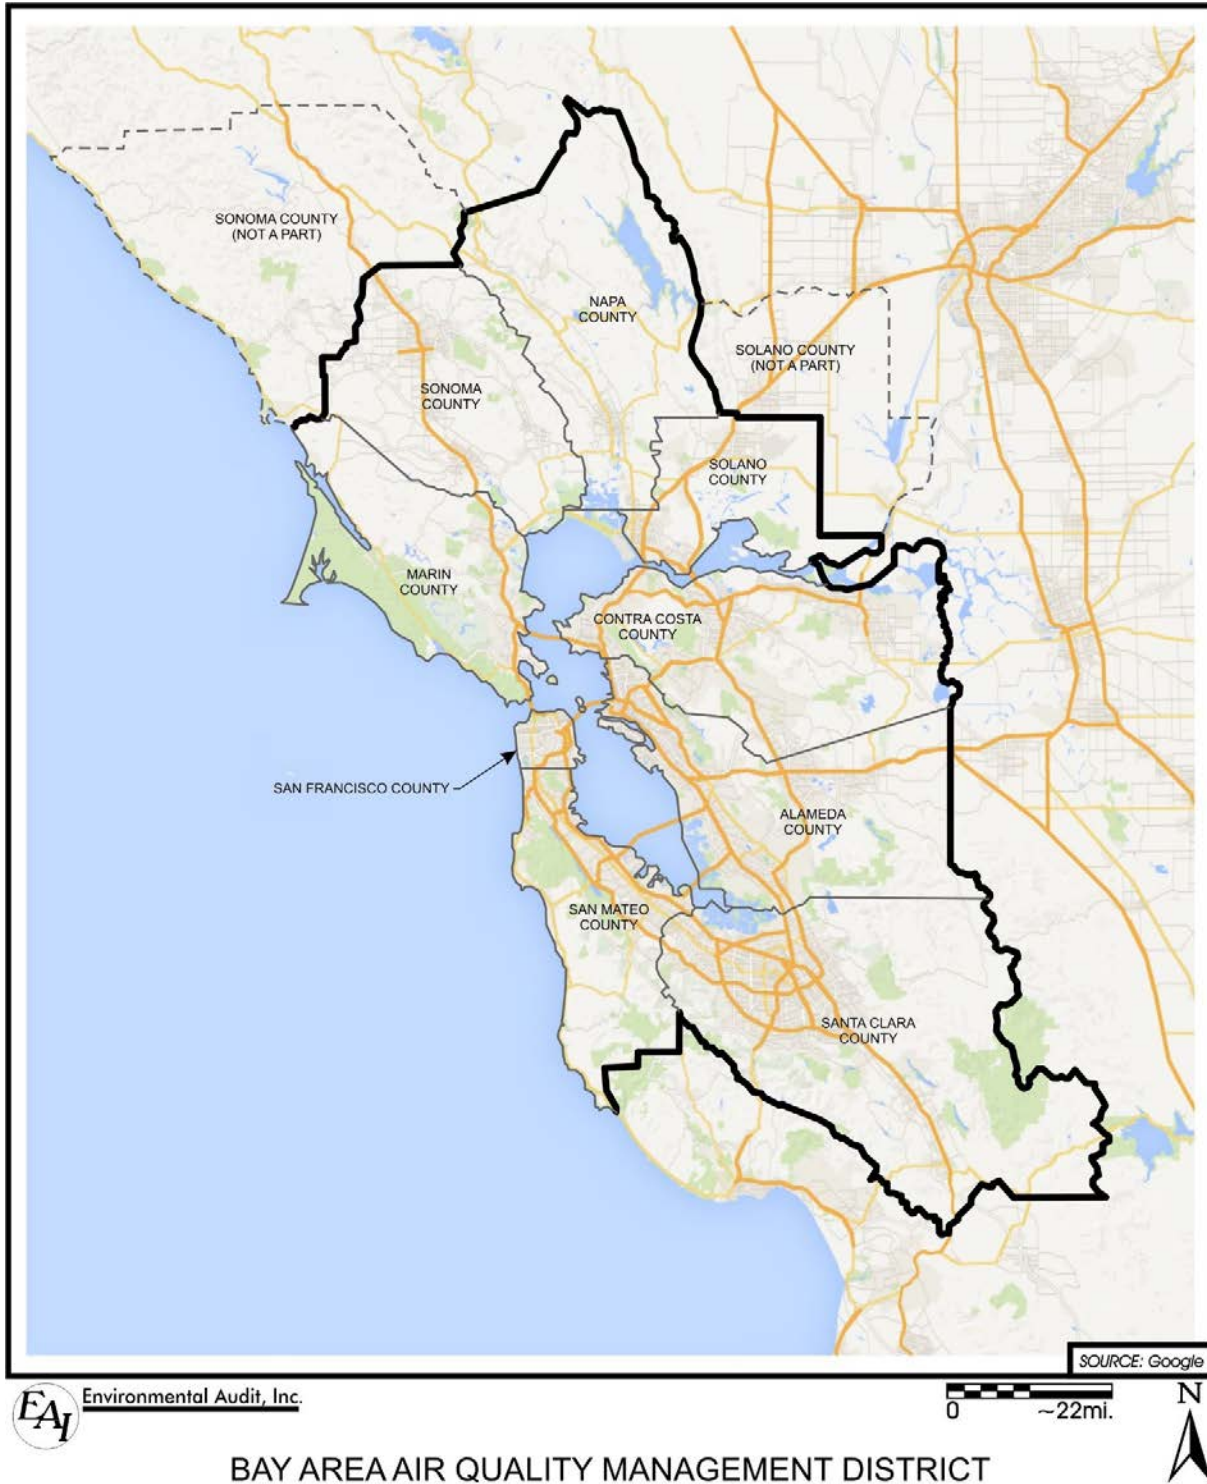 SONOMA COUNTY
(NOT A PART)
NAPA
COUNTY
SOLANO COUNTY
(NOT A PART)
SONOMA
COUNTY
SOLANO
COUNTY
MARIN
COUNTY
CONTRA COSTA
COUNTY
SAN FRANCISCO COUNTY
ALAMEDA
COUNTY
SAN MATEO
COUNTY
SANTA CLARA
COUNTY
SOURCE: Google
EAI
Environmental Audit, Inc.
0
~22mi.
N
BAY AREA AIR QUALITY MANAGEMENT DISTRICT